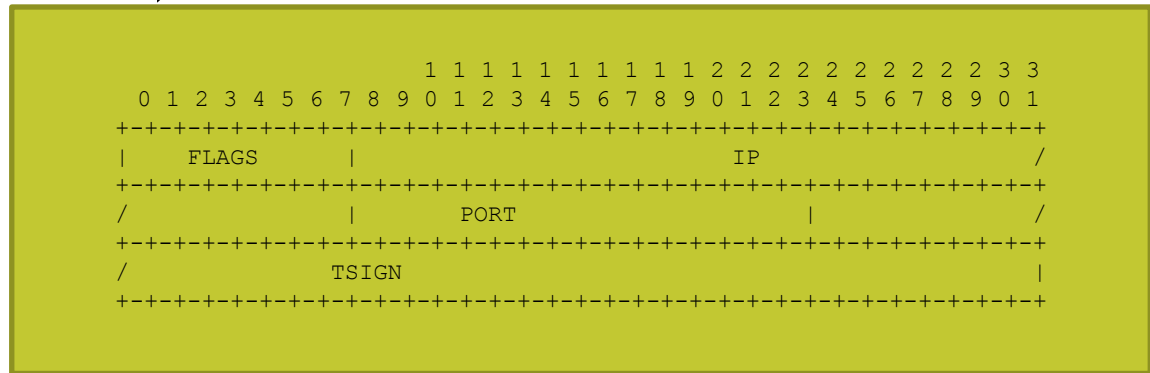 1 1 1 1 1 1 1 1 1 1 2 2 2 2 2 2 2 2 2 2 3 3
  0 1 2 3 4 5 6 7 8 9 0 1 2 3 4 5 6 7 8 9 0 1 2 3 4 5 6 7 8 9 0 1
+-+-+-+-+-+-+-+-+-+-+-+-+-+-+-+-+-+-+-+-+-+-+-+-+-+-+-+-+-+-+-+-+
|    FLAGS      |                          IP                   /
+-+-+-+-+-+-+-+-+-+-+-+-+-+-+-+-+-+-+-+-+-+-+-+-+-+-+-+-+-+-+-+-+
/               |       PORT                    |               /
+-+-+-+-+-+-+-+-+-+-+-+-+-+-+-+-+-+-+-+-+-+-+-+-+-+-+-+-+-+-+-+-+
/              TSIGN                                            |
+-+-+-+-+-+-+-+-+-+-+-+-+-+-+-+-+-+-+-+-+-+-+-+-+-+-+-+-+-+-+-+-+